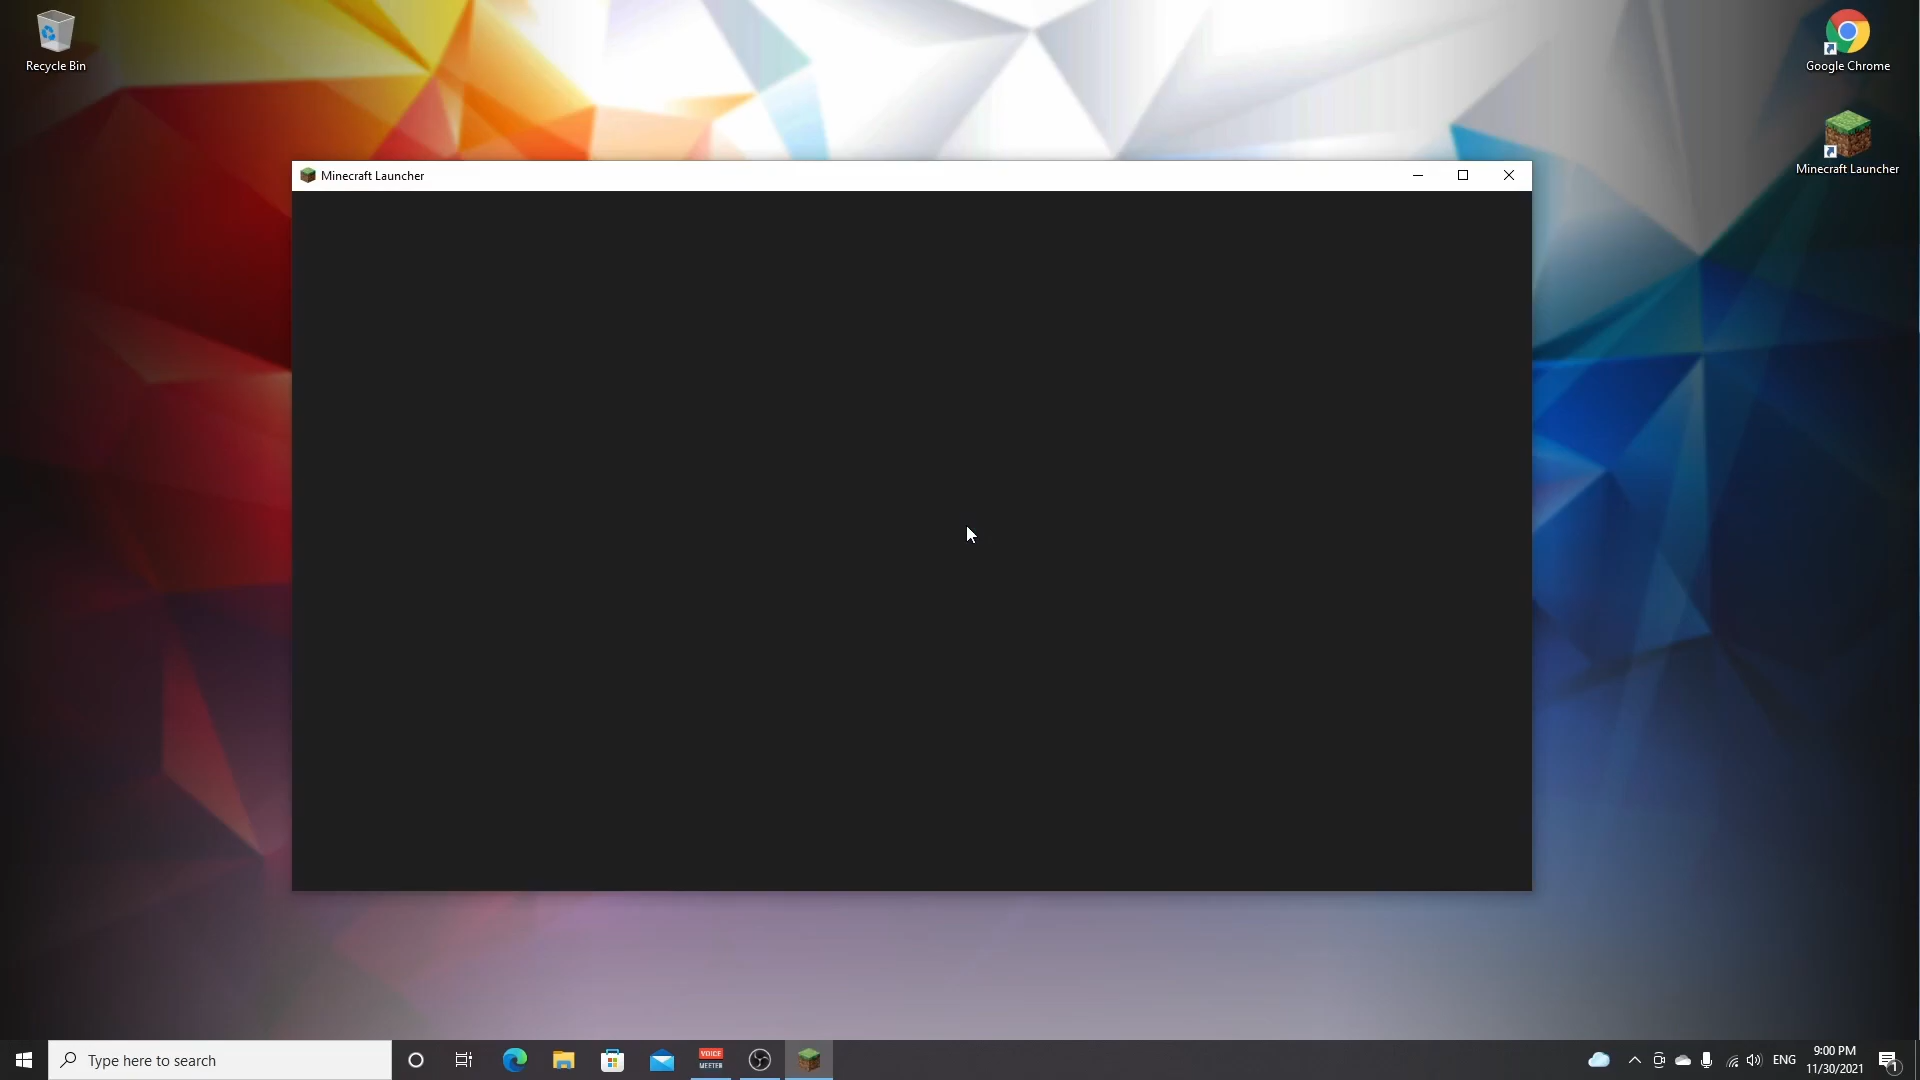 Recycle Bin
Google Chrome
Minecraft Launcher
Minecraft Launcher
Type here to search
VOICE
MEETER
ENG
9:00 PM
11/30/2021
1